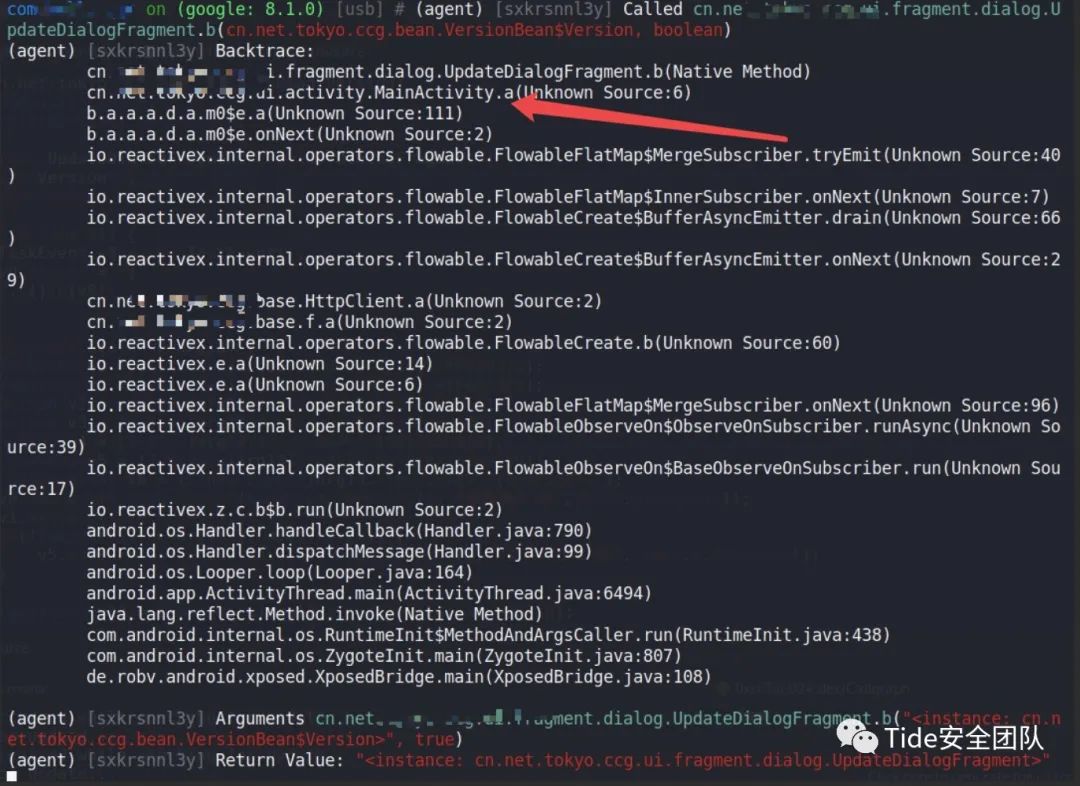 com on (google: 8.1.0) [usb] # (agent) [sxkrsnnl3y] Called cn.ne .ui.fragment.dialog.U
pdateDialogFragment.b(cn.net.tokyo.ccg.bean.VersionBean$Version, boolean)
(agent) [sxkrsnnl3y] Backtrace:
cn i.fragment.dialog.UpdateDialogFragment.b(Native Method)
cn.net.tokyo.ccg.ui.activity.MainActivity.a(Unknown Source:6)
b.a.a.a.d.a.m0$e.a(Unknown Source:111)
b.a.a.a.d.a.m0$e.onNext(Unknown Source:2)
io.reactivex.internal.operators.flowable.FlowableFlatMap$MergeSubscriber.tryEmit(Unknown Source:40
)
io.reactivex.internal.operators.flowable.FlowableFlatMap$InnerSubscriber.onNext(Unknown Source:7)
io.reactivex.internal.operators.flowable.FlowableCreate$BufferAsyncEmitter.drain(Unknown Source:66
)
io.reactivex.internal.operators.flowable.FlowableCreate$BufferAsyncEmitter.onNext(Unknown Source:2
9)
cn.ne base.HttpClient.a(Unknown Source:2)
cn. base.f.a(Unknown Source:2)
io.reactivex.internal.operators.flowable.FlowableCreate.b(Unknown Source:60)
io.reactivex.e.a(Unknown Source:14)
io.reactivex.e.a(Unknown Source:6)
io.reactivex.internal.operators.flowable.FlowableFlatMap$MergeSubscriber.onNext(Unknown Source:96)
io.reactivex.internal.operators.flowable.FlowableObserveOn$ObserveOnSubscriber.runAsync(Unknown So
urce:39)
io.reactivex.internal.operators.flowable.FlowableObserveOn$BaseObserveOnSubscriber.run(Unknown Sou
rce:17)
io.reactivex.z.c.b$b.run(Unknown Source:2)
android.os.Handler.handleCallback(Handler.java:790)
android.os.Handler.dispatchMessage(Handler.java:99)
android.os.Looper.loop(Looper.java:164)
android.app.ActivityThread.main(ActivityThread.java:6494)
java.lang.reflect.Method.invoke(Native Method)
com.android.internal.os.RuntimeInit$MethodAndArgsCaller.run(RuntimeInit.java:438)
com.android.internal.os.ZygoteInit.main(ZygoteInit.java:807)
de.robv.android.xposed.XposedBridge.main(XposedBridge.java:108)
(agent) [sxkrsnnl3y] Arguments cn.net. .ui.fragment.dialog.UpdateDialogFragment.b("<instance: cn.n
et.tokyo.ccg.bean.VersionBean$Version>", true)
(agent) [sxkrsnnl3y] Return Value: "<instance: cn.net.tokyo.ccg.ui.fragment.dialog.UpdateDialogFragment>"
Tide安全团队